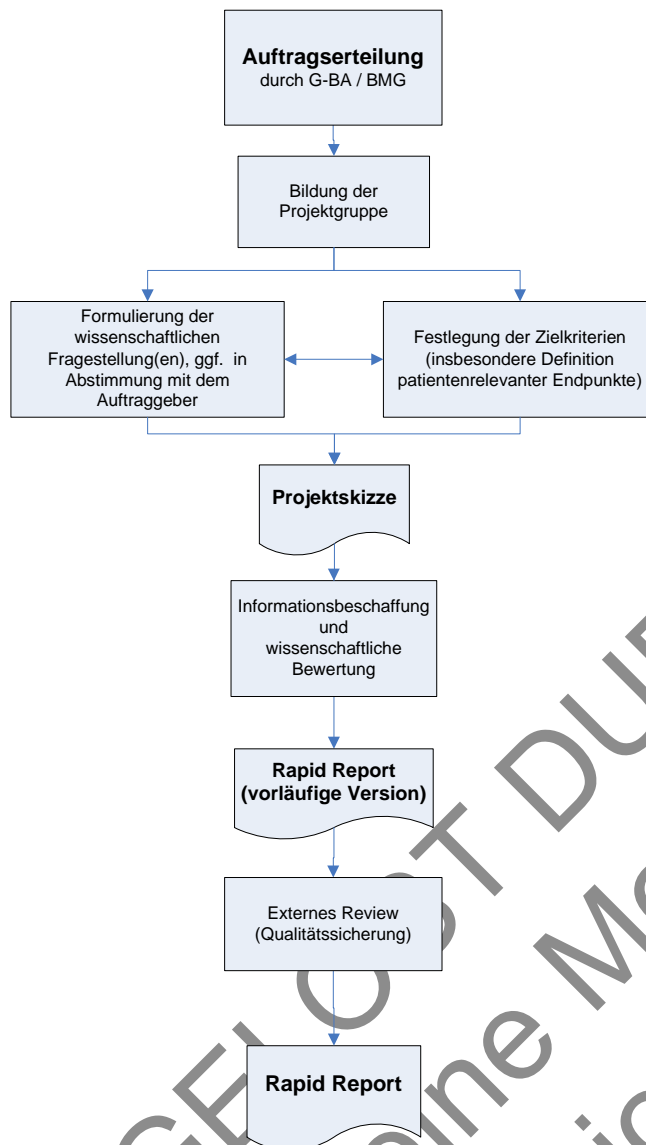 Auftragserteilung
durch G-BA / BMG
Bildung der
Projektgruppe
Formulierung der
wissenschaftlichen
Fragestellung(en), ggf. in
Abstimmung mit dem
Auftraggeber
Festlegung der Zielkriterien
(insbesondere Definition
patientenrelevanter Endpunkte)
Projektskizze
Informationsbeschaffung
und
wissenschaftliche
Bewertung
Rapid Report
(vorläufige Version)
Externes Review
(Qualitätssicherung)
Rapid Report